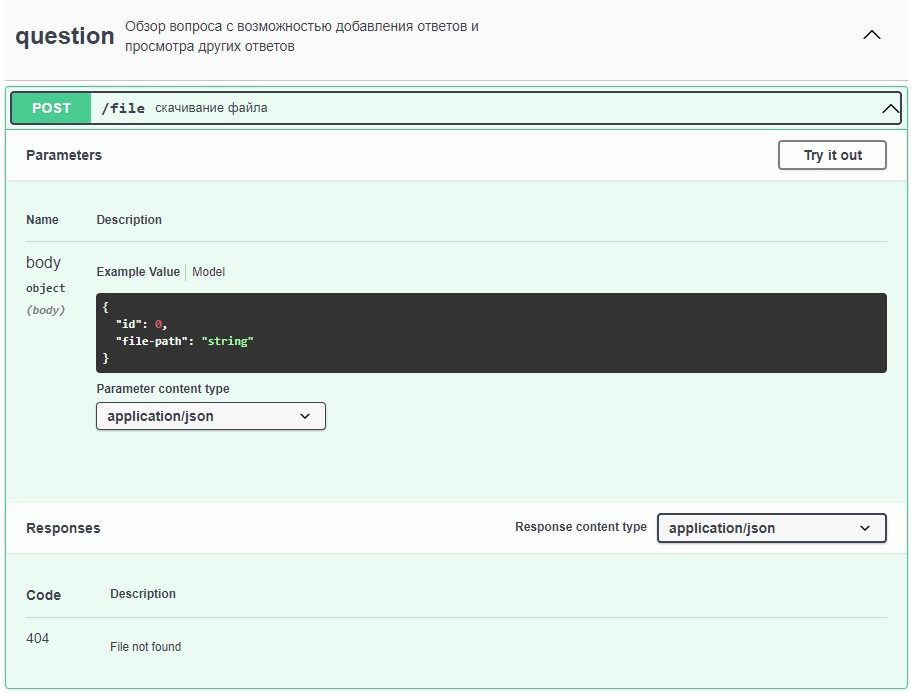 question
Обзор вопроса с возможностью добавления ответов и
просмотра других ответов
POST /file скачивание файла
Parameters
Try it out
Name Description
body
object
(body)
Example Value Model
{
"id": 0,
"file-path": "string"
}
Parameter content type
application/json
Responses
Response content type application/json
Code Description
404 File not found